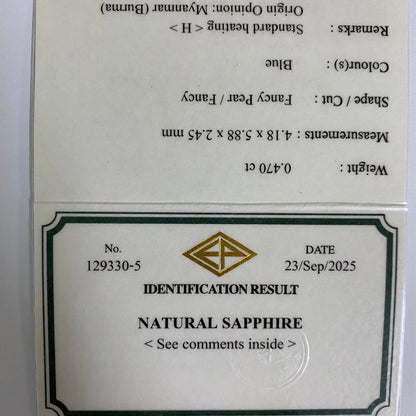 Weight : 0.470 ct
Measurements : 4.18 x 5.88 x 2.45 mm
Shape / Cut : Fancy Pear / Fancy
Colour(s) : Blue
Remarks : Standard heating < H >
Origin Opinion: Myanmar (Burma)
No.
129330-5
EP
DATE
23/Sep/2025
IDENTIFICATION RESULT
NATURAL SAPPHIRE
< See comments inside >